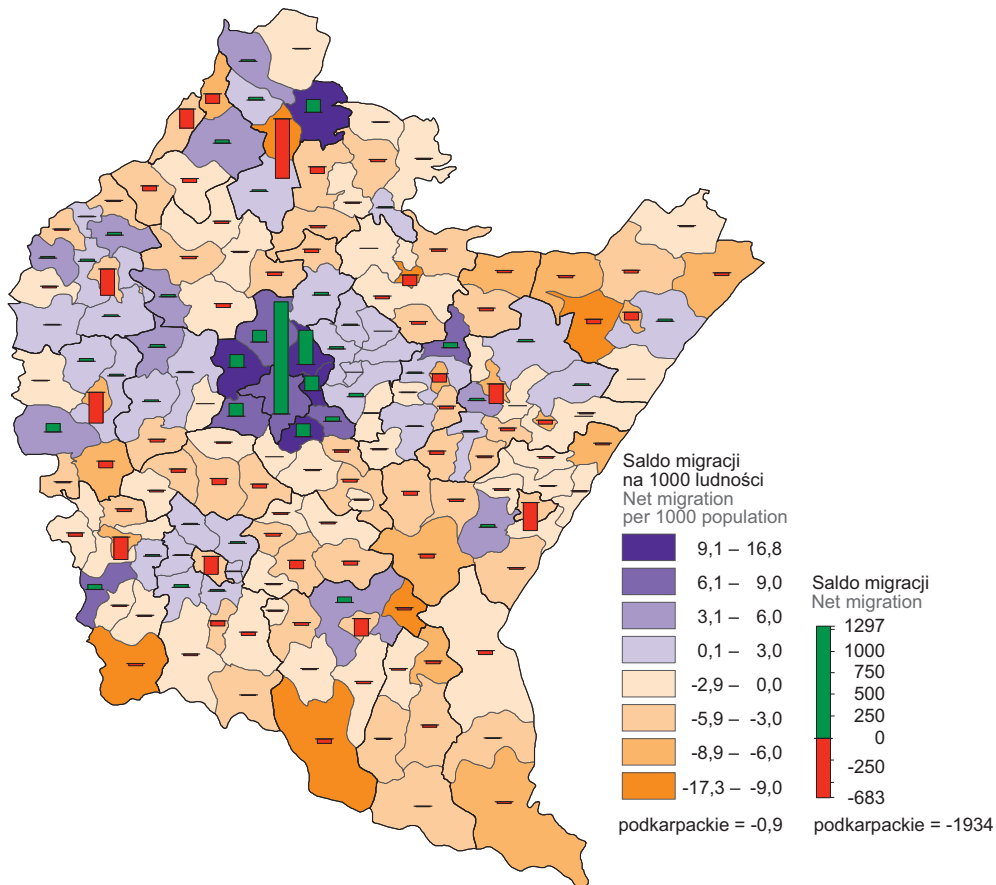 Saldo migracji
na 1000 ludności
Net migration
per 1000 population
9,1 – 16,8
6,1 – 9,0
3,1 – 6,0
0,1 – 3,0
-2,9 – 0,0
-5,9 – -3,0
-8,9 – -6,0
-17,3 – -9,0
podkarpackie = -0,9
Saldo migracji
Net migration
1297
1000
750
500
250
0
-250
-683
podkarpackie = -1934